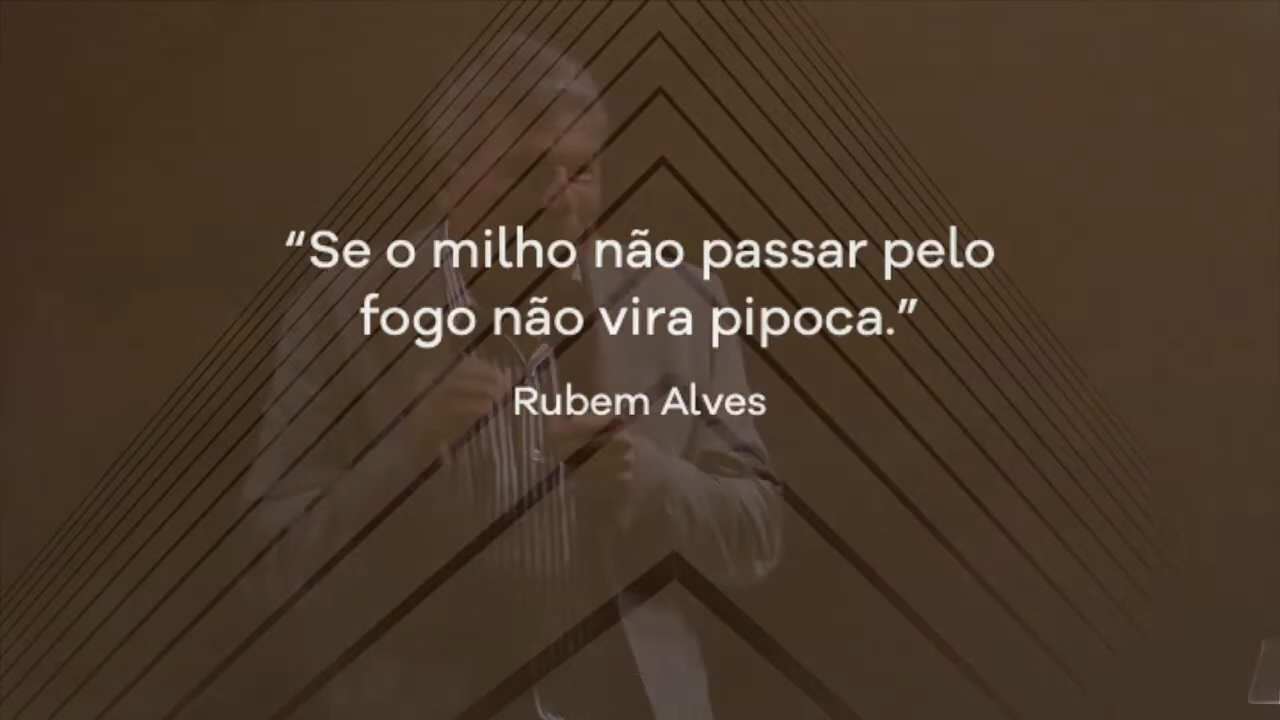 “Se o milho não passar pelo
fogo não vira pipoca.”
Rubem Alves